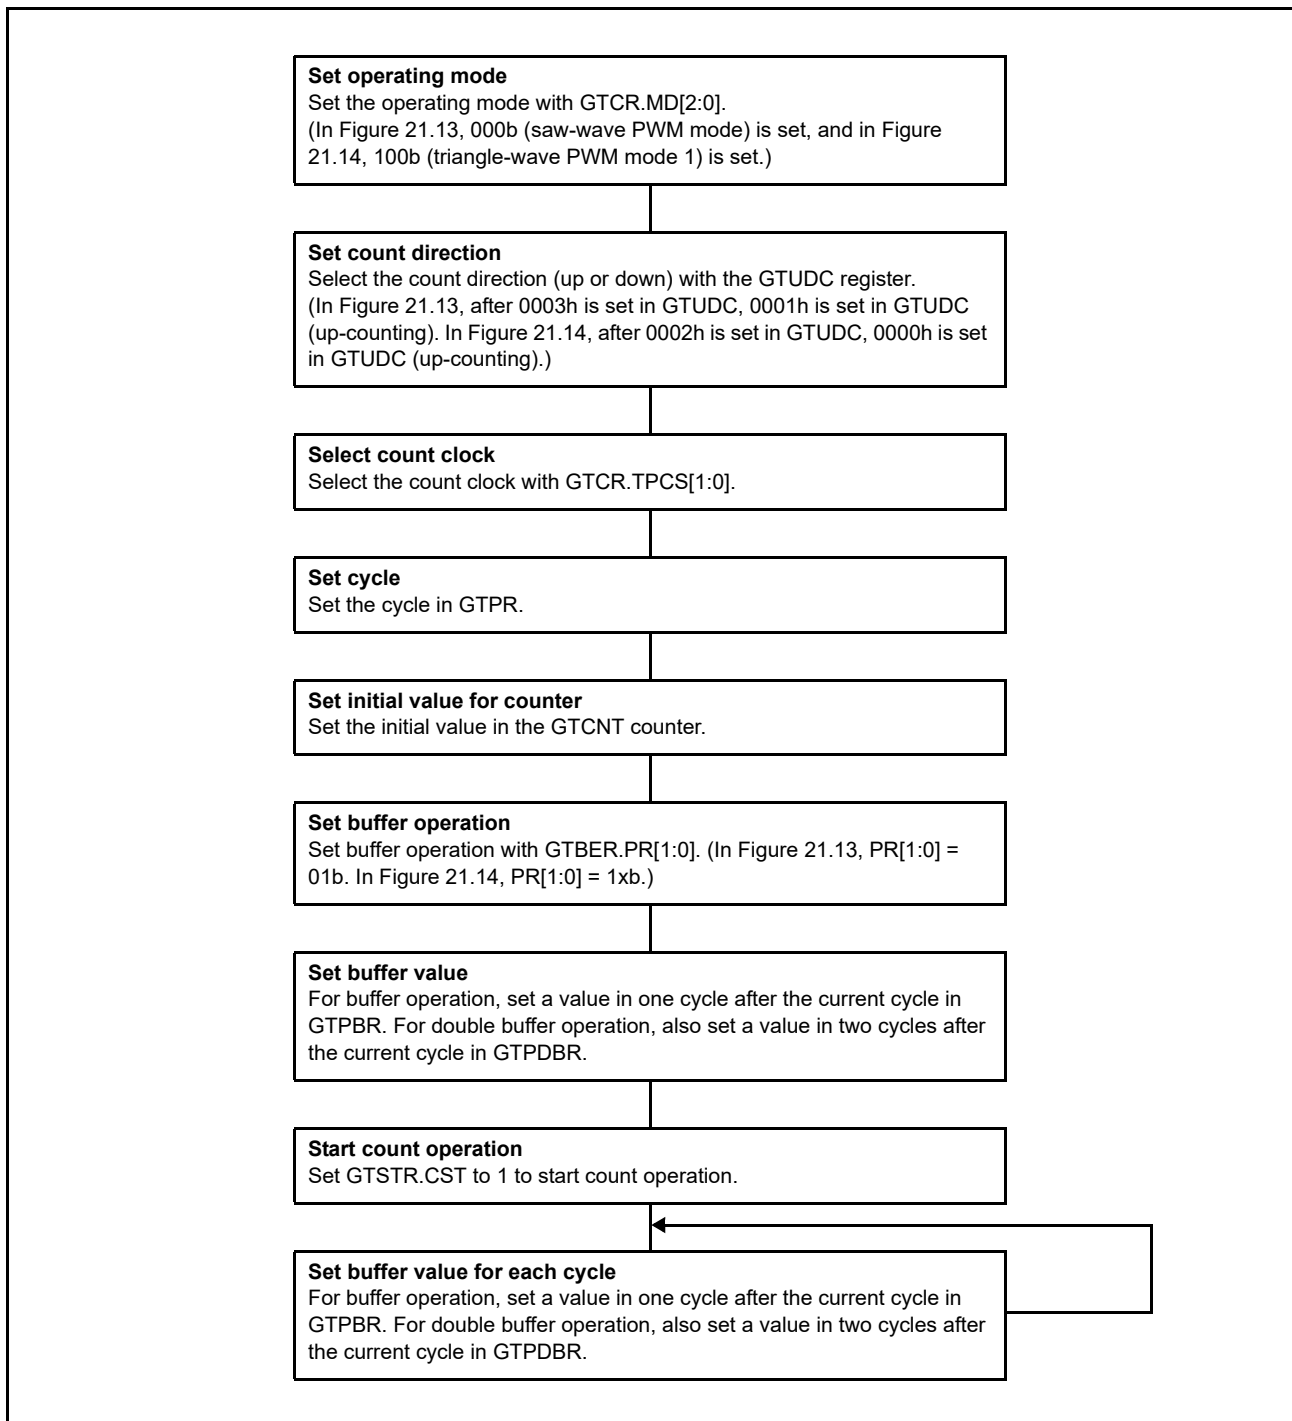 Set operating mode
Set the operating mode with GTCR.MD[2:0].
(In Figure 21.13, 000b (saw-wave PWM mode) is set, and in Figure
21.14, 100b (triangle-wave PWM mode 1) is set.)
Set count direction
Select the count direction (up or down) with the GTUDC register.
(In Figure 21.13, after 0003h is set in GTUDC, 0001h is set in GTUDC
(up-counting). In Figure 21.14, after 0002h is set in GTUDC, 0000h is set
in GTUDC (up-counting).)
Select count clock
Select the count clock with GTCR.TPCS[1:0].
Set cycle
Set the cycle in GTPR.
Set initial value for counter
Set the initial value in the GTCNT counter.
Set buffer operation
Set buffer operation with GTBER.PR[1:0]. (In Figure 21.13, PR[1:0] =
01b. In Figure 21.14, PR[1:0] = 1xb.)
Set buffer value
For buffer operation, set a value in one cycle after the current cycle in
GTPBR. For double buffer operation, also set a value in two cycles after
the current cycle in GTPDBR.
Start count operation
Set GTSTR.CST to 1 to start count operation.
Set buffer value for each cycle
For buffer operation, set a value in one cycle after the current cycle in
GTPBR. For double buffer operation, also set a value in two cycles after
the current cycle in GTPDBR.